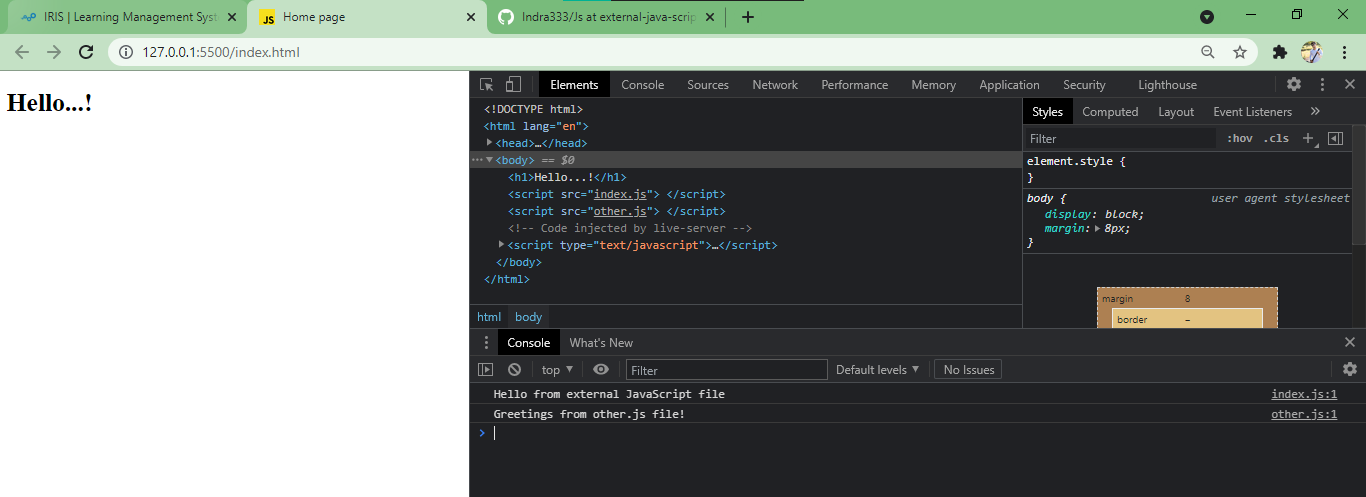 IRIS | Learning Management Syst
JS Home page
Indra333/Js at external-java-scrip
127.0.0.1:5500/index.html
Hello...!
Elements Console Sources Network Performance Memory Application Security Lighthouse
<!DOCTYPE html>
<html lang="en">
<head>…</head>
<body> == $0
<h1>Hello...!</h1>
<script src="index.js"> </script>
<script src="other.js"> </script>
<!-- Code injected by live-server -->
<script type="text/javascript">…</script>
</body>
</html>
html body
Styles Computed Layout Event Listeners »
Filter :hov .cls +
element.style {
}
body { user agent stylesheet
display: block;
margin: 8px;
}
margin 8
border –
Console What's New
top Filter Default levels No Issues
Hello from external JavaScript file index.js:1
Greetings from other.js file! other.js:1
>